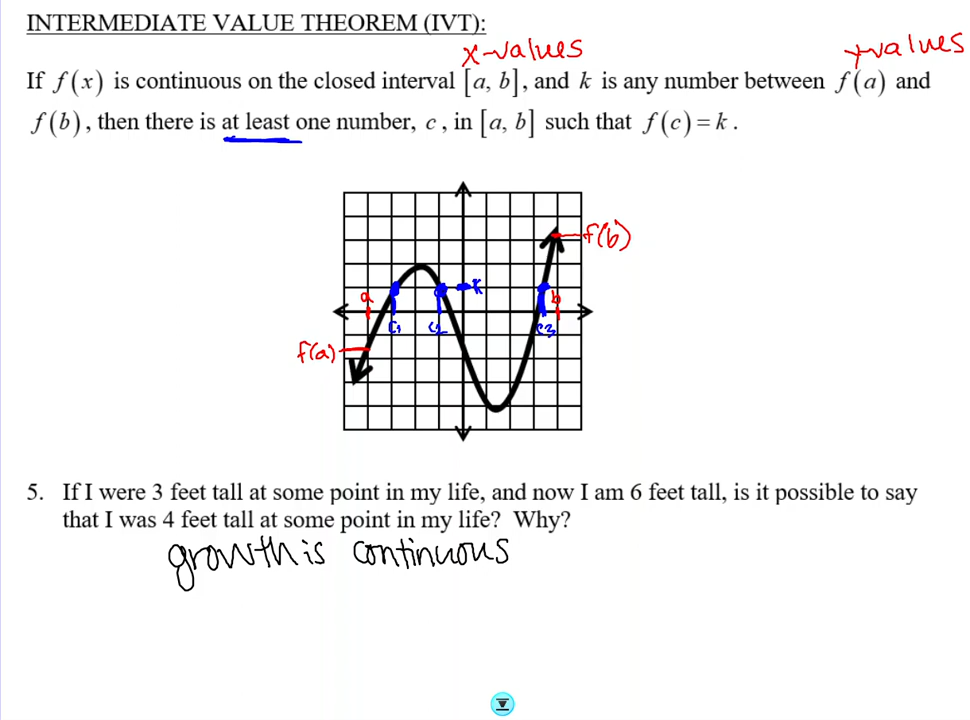 INTERMEDIATE VALUE THEOREM (IVT):
x-values
y-values
If f(x) is continuous on the closed interval [a, b], and k is any number between f(a) and
f(b), then there is at least one number, c, in [a, b] such that f(c) = k.
f(b)
a
k
b
c1
c2
c3
f(a)
5. If I were 3 feet tall at some point in my life, and now I am 6 feet tall, is it possible to say
that I was 4 feet tall at some point in my life? Why?
growth is continuous